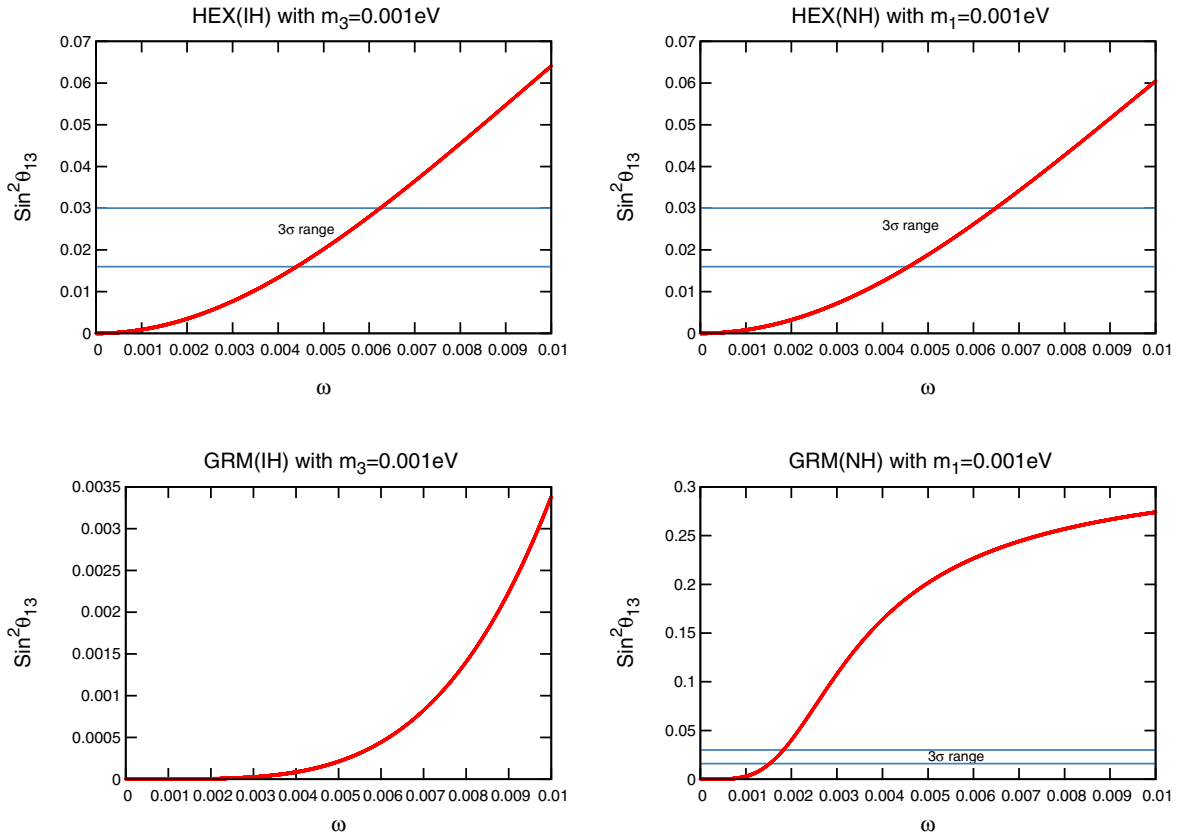 HEX(IH) with m₃=0.001eV
0.07
0.06
0.05
0.04
0.03
0.02
0.01
0
Sin²θ₁₃
3σ range
0 0.001 0.002 0.003 0.004 0.005 0.006 0.007 0.008 0.009 0.01
ω
HEX(NH) with m₁=0.001eV
0.07
0.06
0.05
0.04
0.03
0.02
0.01
0
Sin²θ₁₃
3σ range
0 0.001 0.002 0.003 0.004 0.005 0.006 0.007 0.008 0.009 0.01
ω
GRM(IH) with m₃=0.001eV
0.0035
0.003
0.0025
0.002
0.0015
0.001
0.0005
0
Sin²θ₁₃
0 0.001 0.002 0.003 0.004 0.005 0.006 0.007 0.008 0.009 0.01
ω
GRM(NH) with m₁=0.001eV
0.3
0.25
0.2
0.15
0.1
0.05
0
Sin²θ₁₃
3σ range
0 0.001 0.002 0.003 0.004 0.005 0.006 0.007 0.008 0.009 0.01
ω